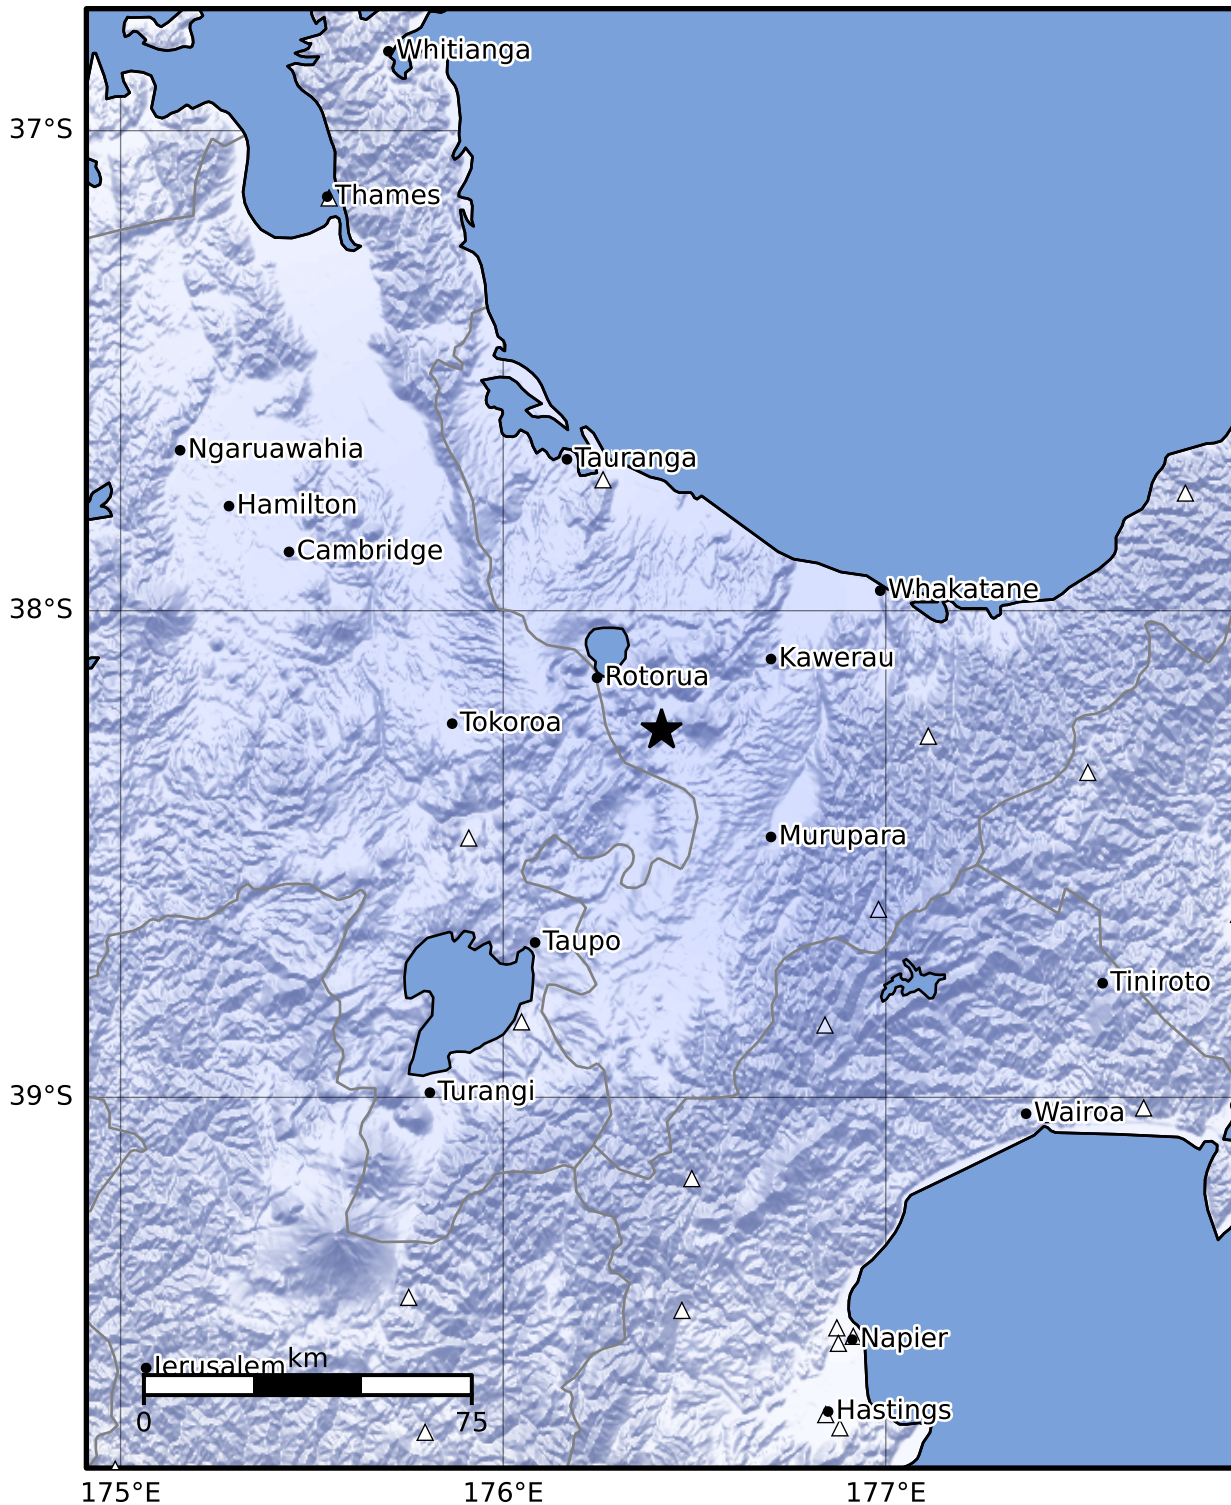 Whitianga
37°S
Thames
Ngaruawahia
Tauranga
Hamilton
Cambridge
Whakatane
38°S
Kawerau
Rotorua
Tokoroa
Murupara
Taupo
Tiniroto
Turangi
39°S
Wairoa
Napier
Jerusalem
km
0
75
Hastings
175°E
176°E
177°E